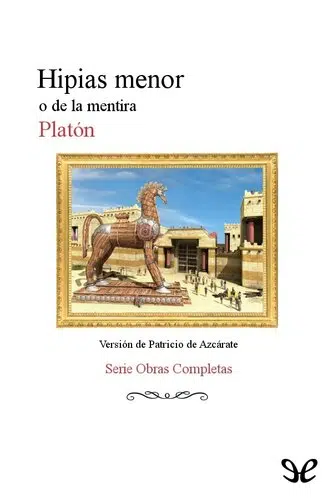 Hipias menor
o de la mentira
Platón
Versión de Patricio de Azcárate
Serie Obras Completas